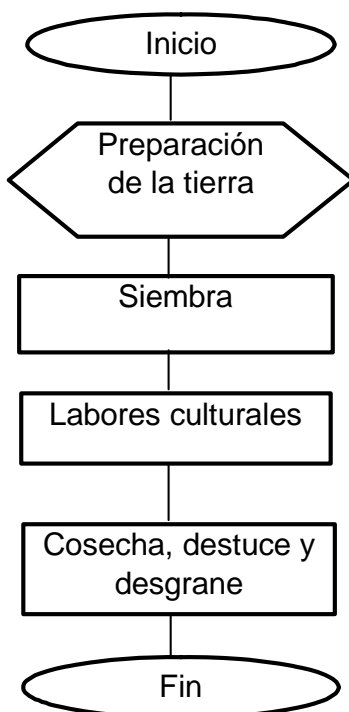 Inicio
Preparación
de la tierra
Siembra
Labores culturales
Cosecha, destuce y
desgrane
Fin